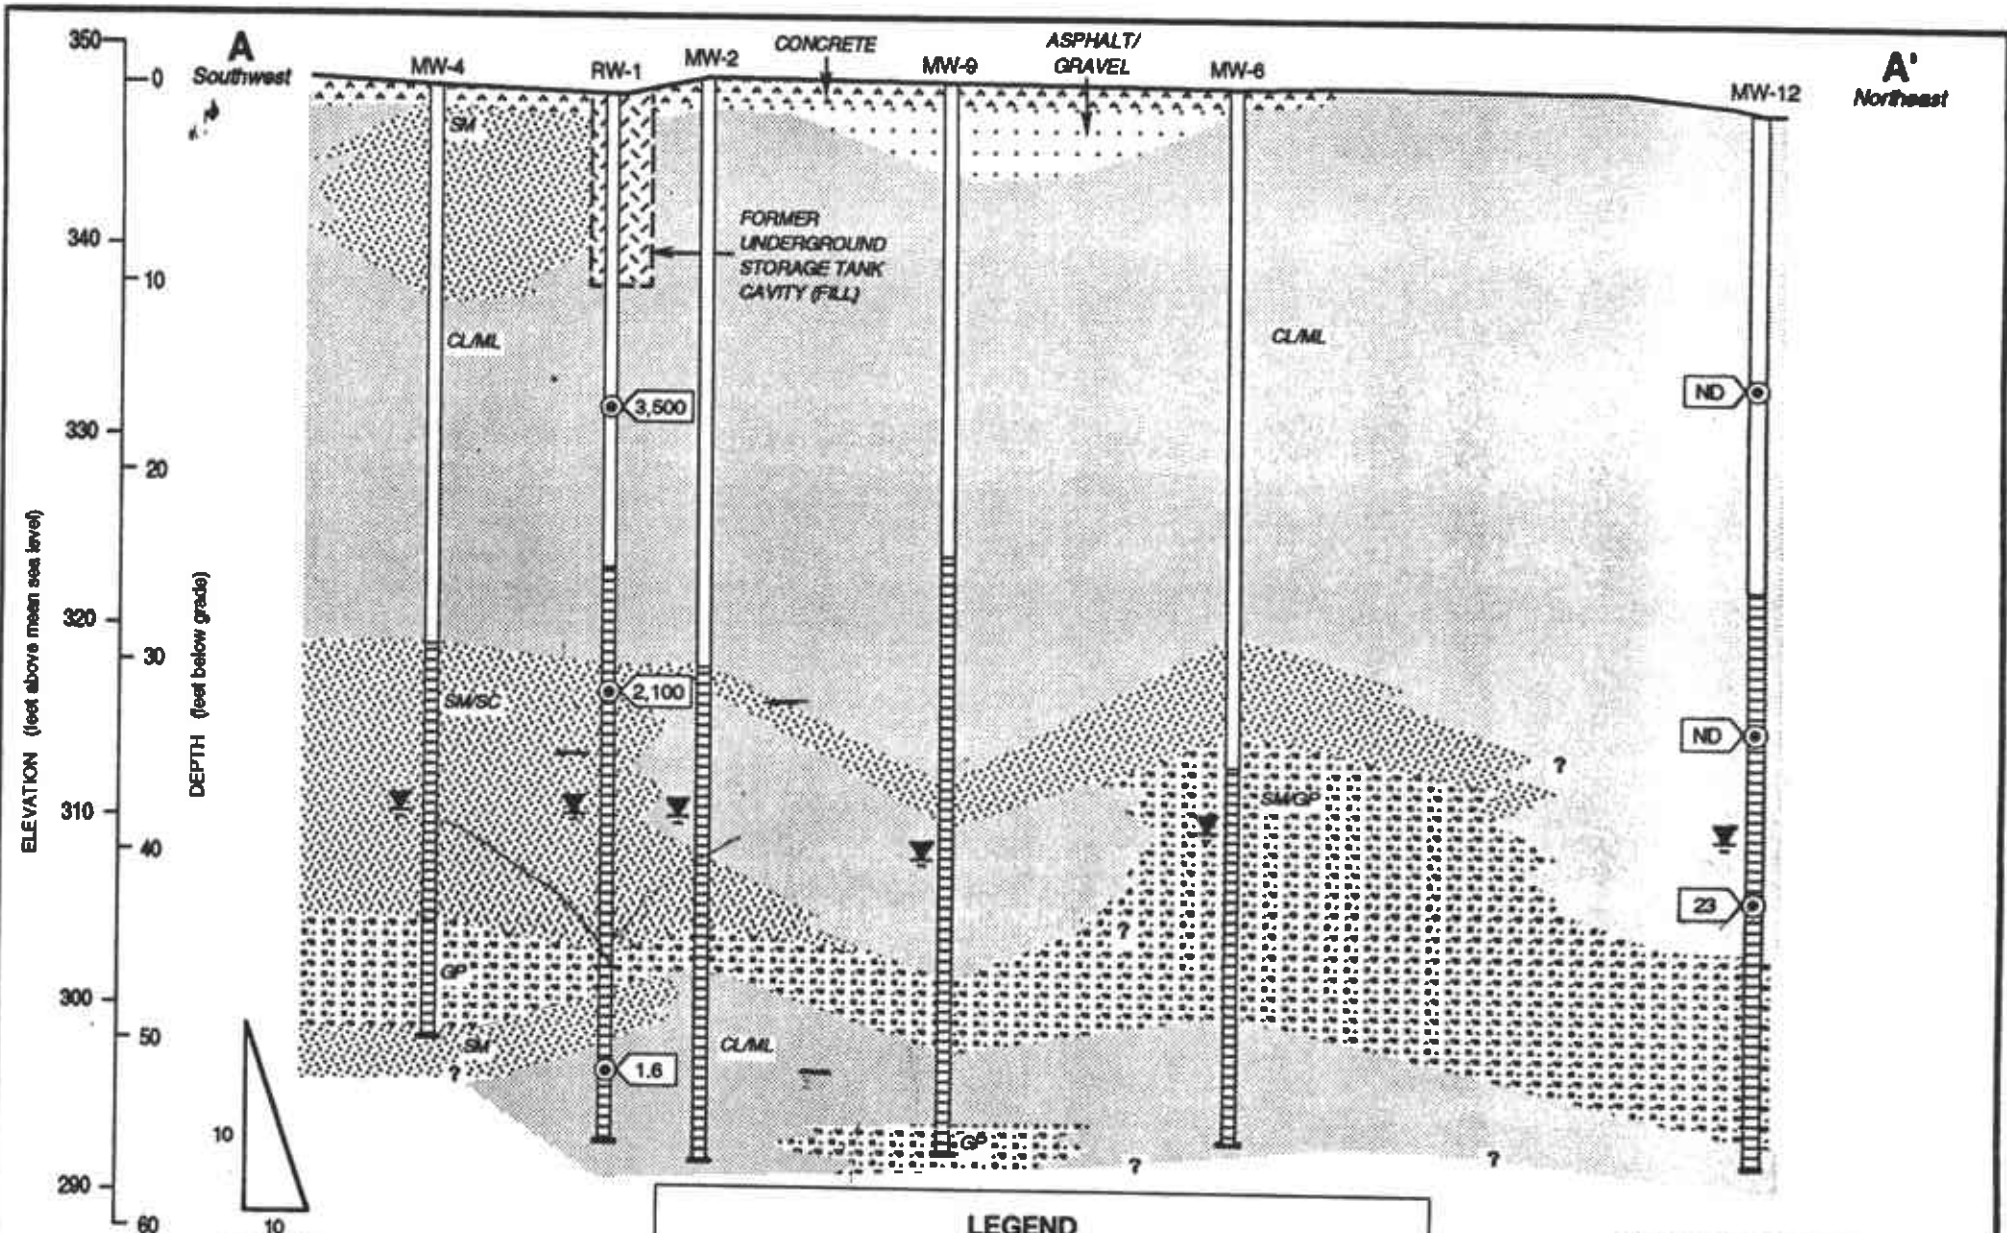 350
A
Southwest
0
MW-4
RW-1
MW-2
CONCRETE
MW-9
ASPHALT/
GRAVEL
MW-6
MW-12
A'
Northeast
SM
340
10
FORMER
UNDERGROUND
STORAGE TANK
CAVITY (FILL)
CL/ML
CL/ML
3,500
ND
330
20
ELEVATION (feet above mean sea level)
DEPTH (feet below grade)
320
30
SM/SC
2,100
ND
?
310
SM/GP
40
23
?
GP
300
50
SM
?
CL/ML
1.6
10
GP
?
?
290
60
10
LEGEND